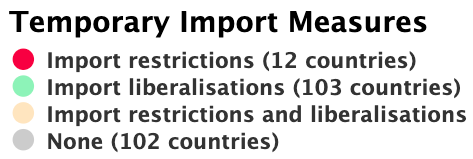 Temporary Import Measures
Import restrictions (12 countries)
Import liberalisations (103 countries)
Import restrictions and liberalisations
None (102 countries)